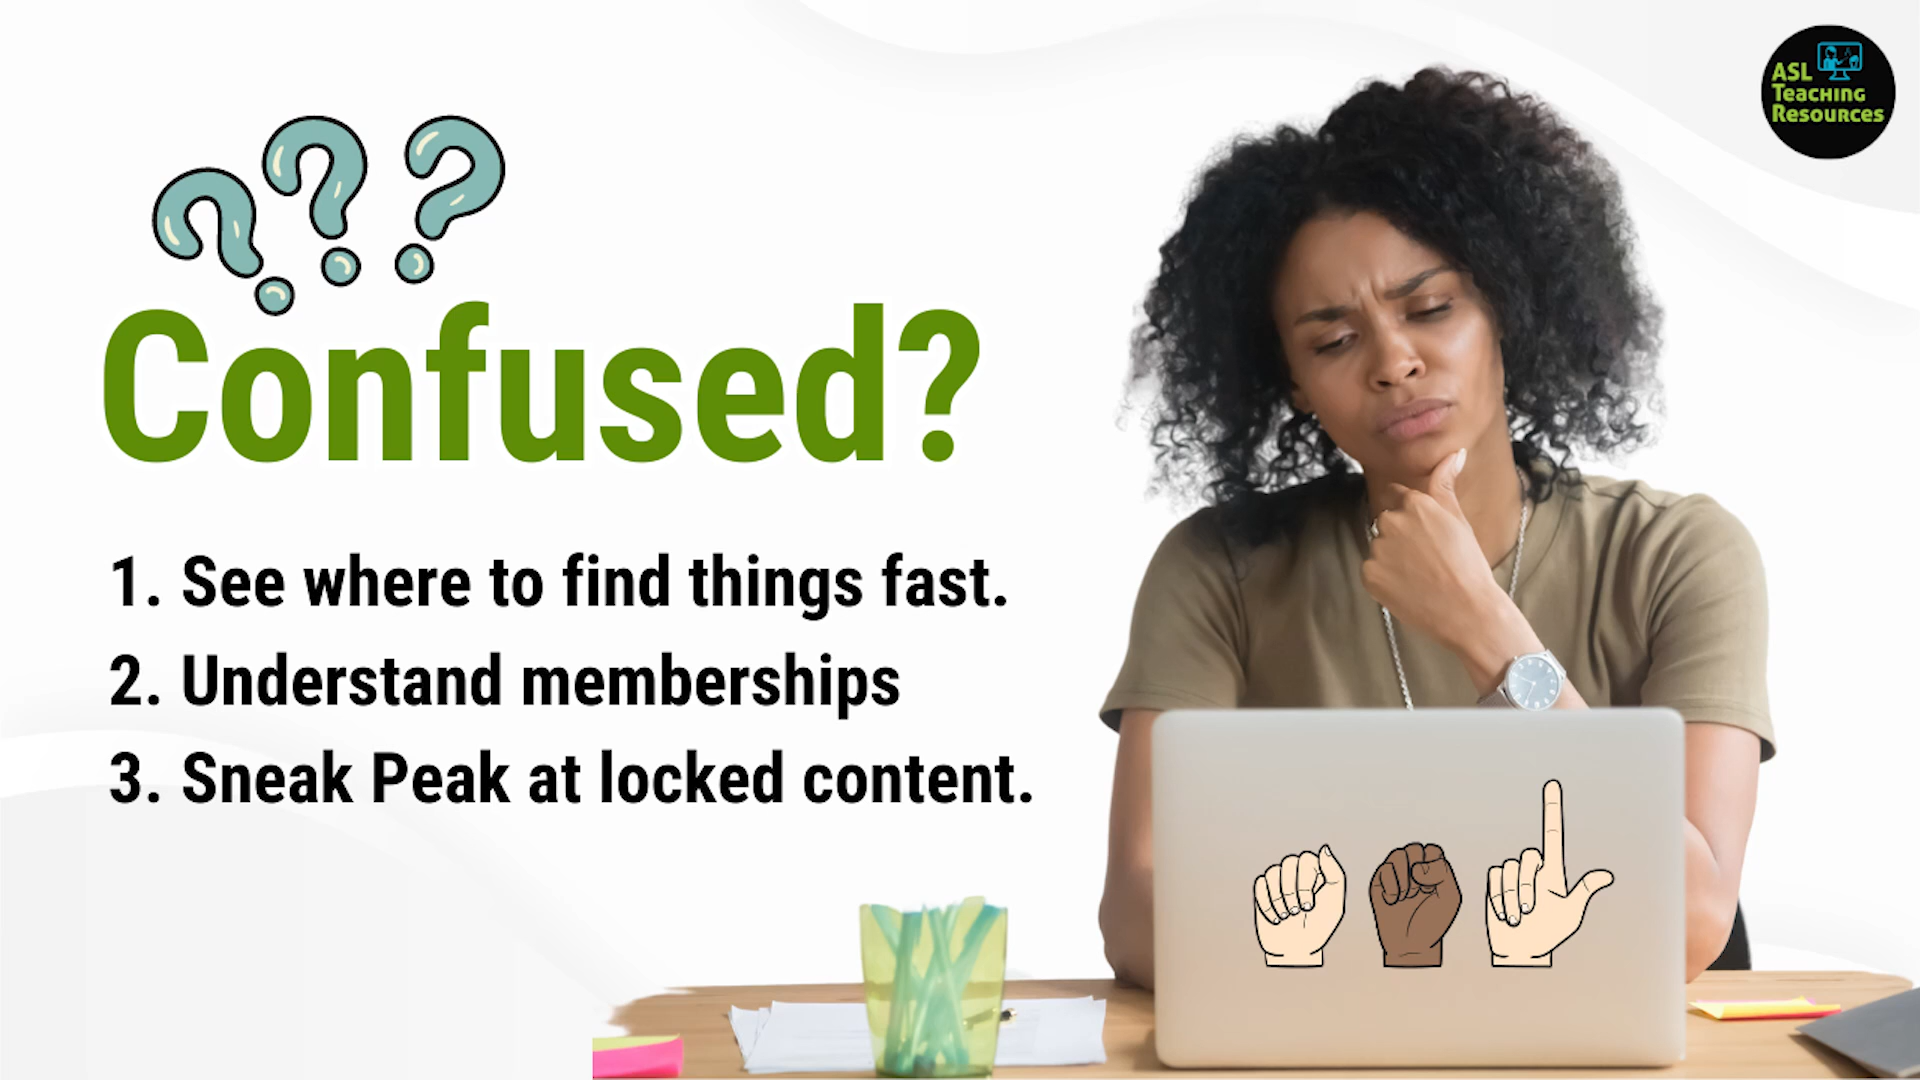 ASL
Teaching
Resources
Confused?
1. See where to find things fast.
2. Understand memberships
3. Sneak Peak at locked content.